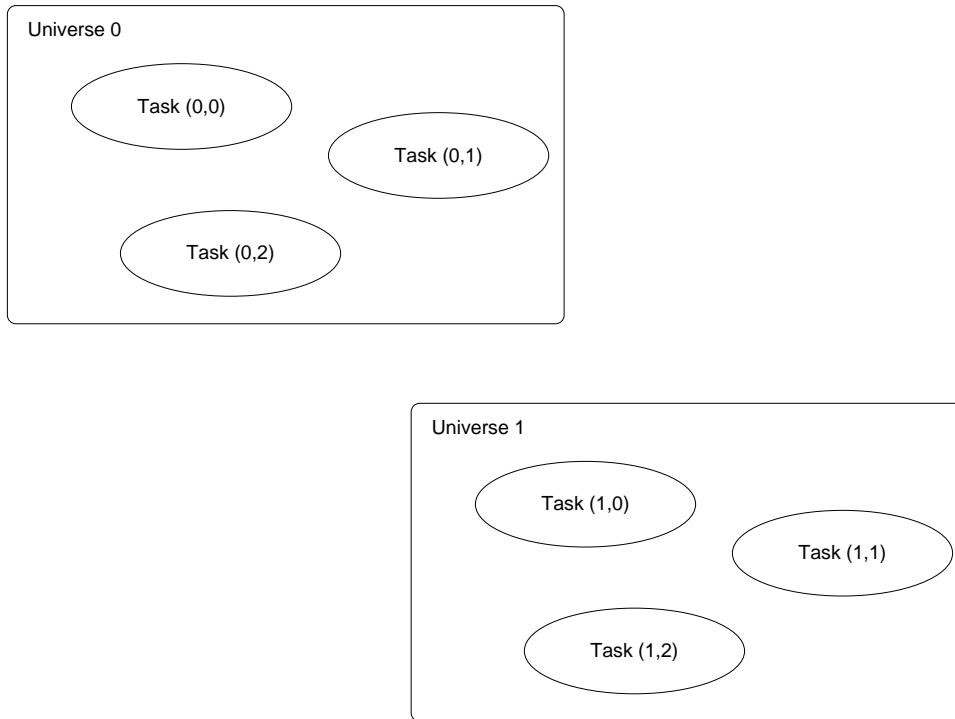 Universe 0
Task (0,0)
Task (0,1)
Task (0,2)
Universe 1
Task (1,0)
Task (1,1)
Task (1,2)